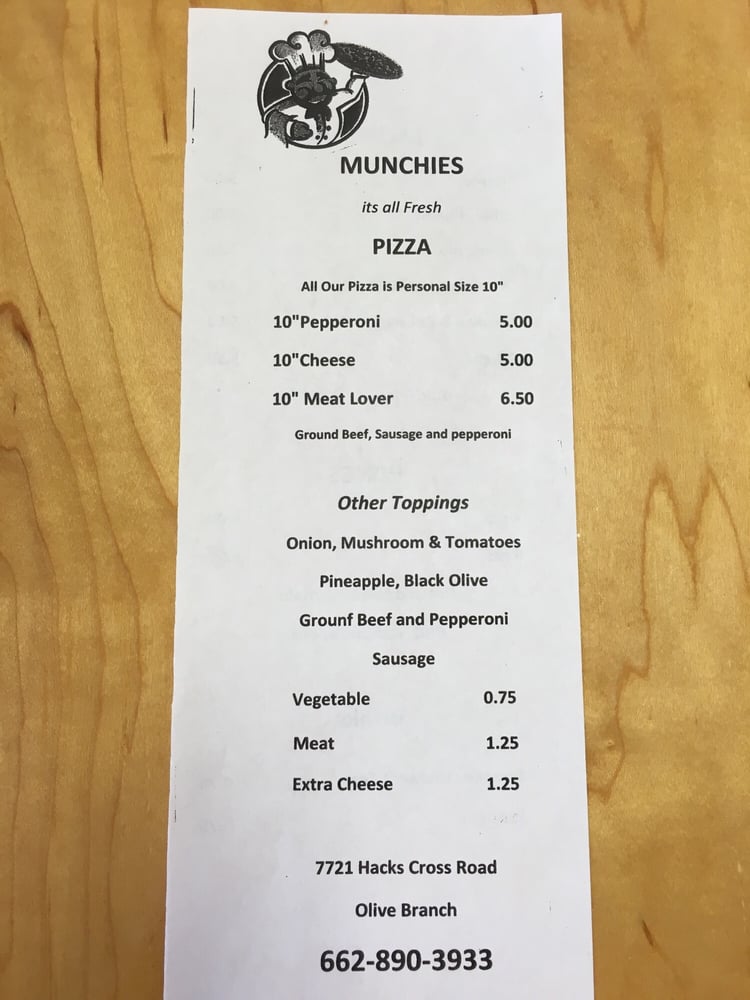 MUNCHIES
its all Fresh
PIZZA
All Our Pizza is Personal Size 10"
10"Pepperoni 5.00
10"Cheese 5.00
10" Meat Lover 6.50
Ground Beef, Sausage and pepperoni
Other Toppings
Onion, Mushroom & Tomatoes
Pineapple, Black Olive
Grounf Beef and Pepperoni
Sausage
Vegetable 0.75
Meat 1.25
Extra Cheese 1.25
7721 Hacks Cross Road
Olive Branch
662-890-3933